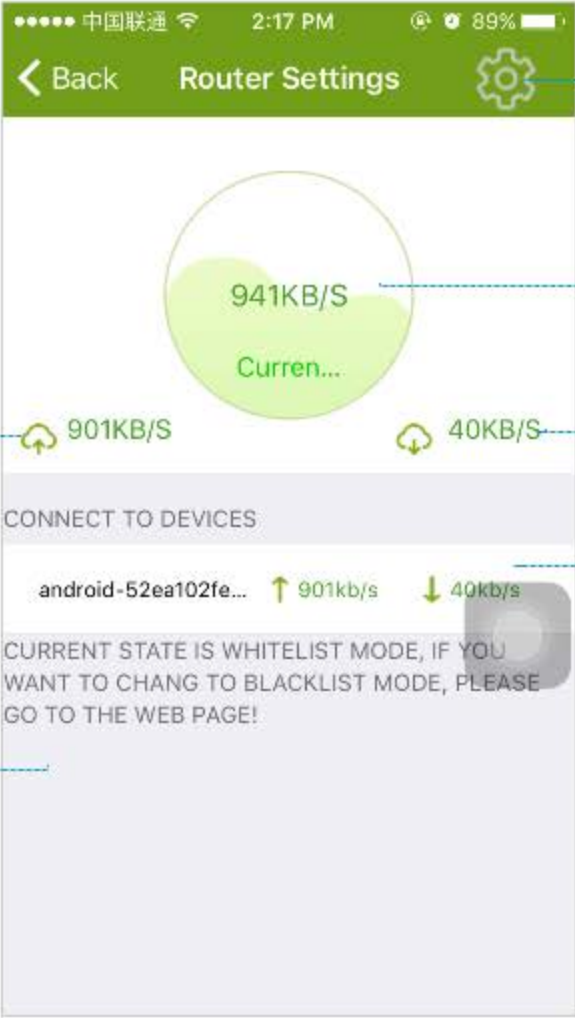 中国联通 2:17 PM 89%
Back Router Settings
941KB/S
Curren...
901KB/S 40KB/S
CONNECT TO DEVICES
android-52ea102fe... 901kb/s 40kb/s
CURRENT STATE IS WHITELIST MODE, IF YOU
WANT TO CHANG TO BLACKLIST MODE, PLEASE
GO TO THE WEB PAGE!